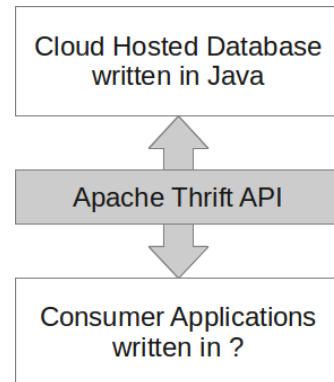 Cloud Hosted Database
written in Java
Apache Thrift API
Consumer Applications
written in ?